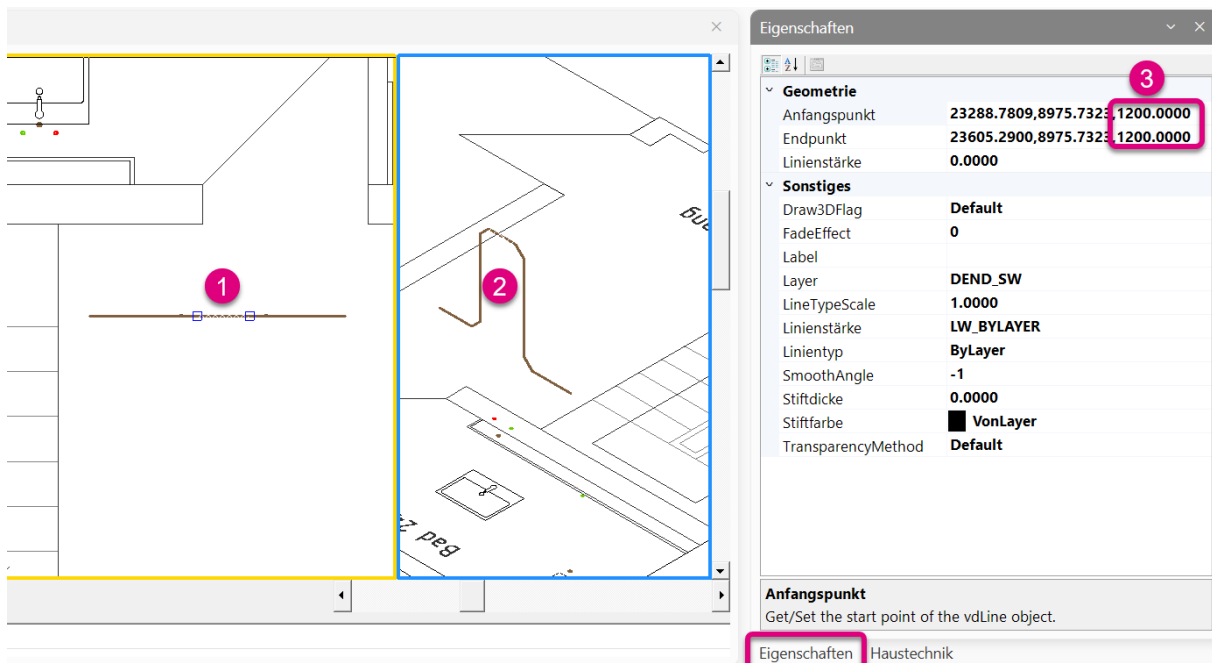 Eigenschaften
3
Geometrie
Anfangspunkt 23288.7809,8975.7323,1200.0000
Endpunkt 23605.2900,8975.7323,1200.0000
Linienstärke 0.0000
Sonstiges
Draw3DFlag Default
FadeEffect 0
Label
Layer DEND_SW
LineTypeScale 1.0000
Linienstärke LW_BYLAYER
Linientyp ByLayer
SmoothAngle -1
Stiftdicke 0.0000
Stiftfarbe VonLayer
TransparencyMethod Default
1
2
Bad
Anfangspunkt
Get/Set the start point of the vdLine object.
Eigenschaften Haustechnik